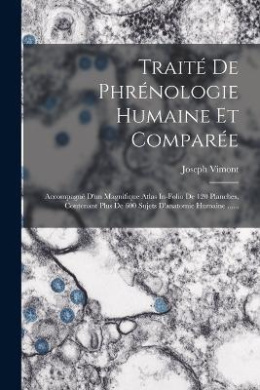 Traité De
Phrénologie
Humaine Et
Comparée
Joseph Vimont
Accompagné D'un Magnifique Atlas In-Folio De 120 Planches,
Contenant Plus De 600 Sujets D'anatomie Humaine ......